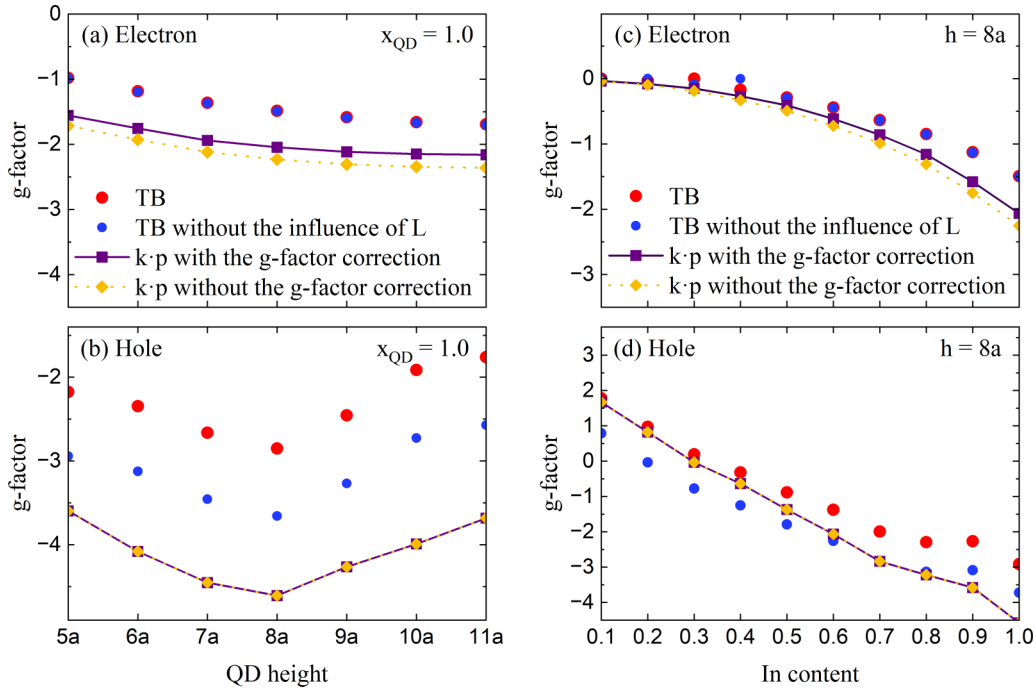 (a) Electron
x_QD = 1.0
0
−1
−2
−3
−4
g-factor
TB
TB without the influence of L
k·p with the g-factor correction
k·p without the g-factor correction
(c) Electron
h = 8a
0
−1
−2
−3
g-factor
TB
TB without the influence of L
k·p with the g-factor correction
k·p without the g-factor correction
(b) Hole
x_QD = 1.0
−2
−3
−4
g-factor
5a 6a 7a 8a 9a 10a 11a
QD height
(d) Hole
h = 8a
3
2
1
0
−1
−2
−3
−4
g-factor
0.1 0.2 0.3 0.4 0.5 0.6 0.7 0.8 0.9 1.0
In content